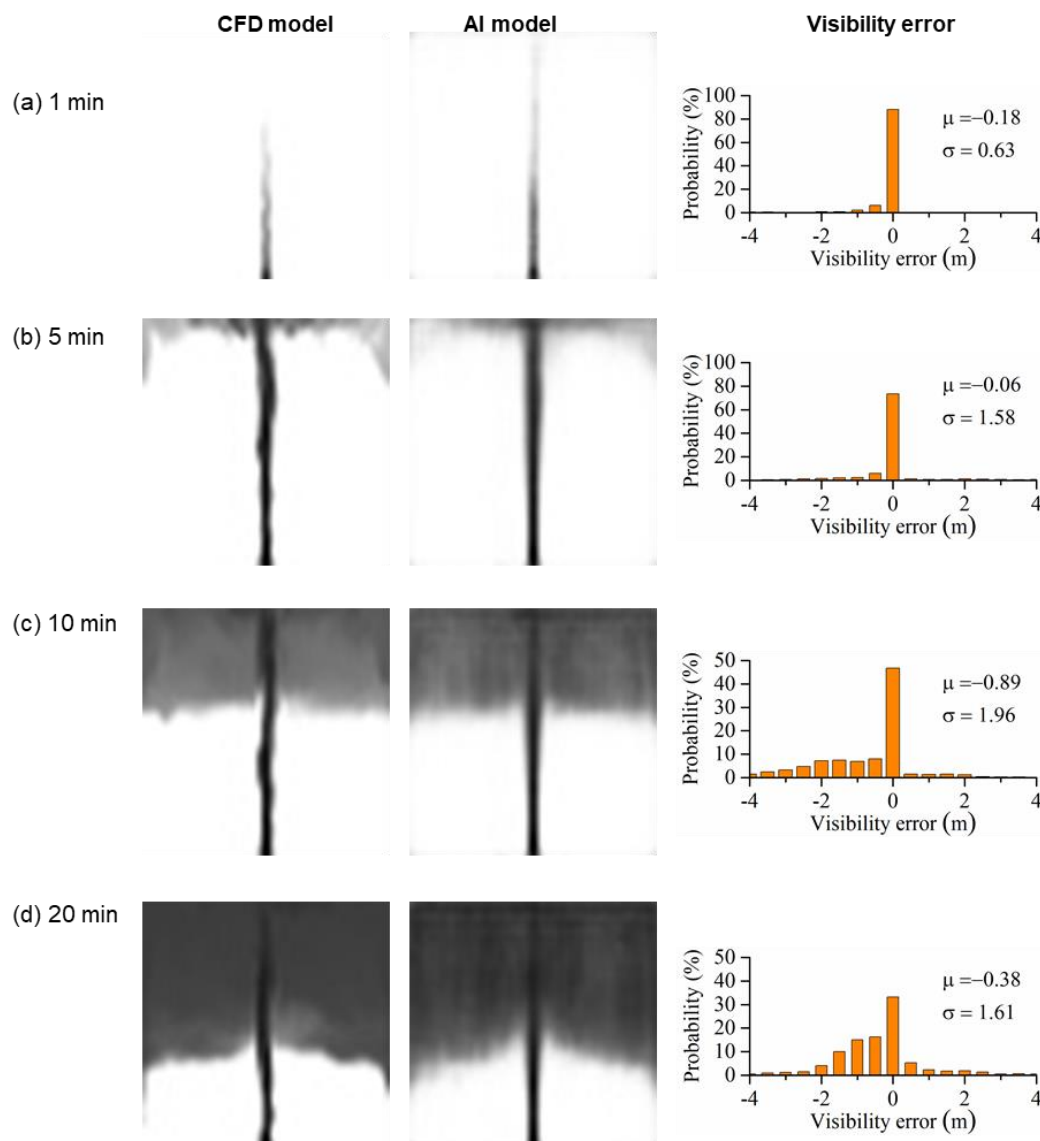 CFD model
AI model
Visibility error
(a) 1 min
Probability (%)
100
80
60
40
20
0
-4
-2
0
2
4
Visibility error (m)
μ =−0.18
σ = 0.63
(b) 5 min
Probability (%)
100
80
60
40
20
0
-4
-2
0
2
4
Visibility error (m)
μ =−0.06
σ = 1.58
(c) 10 min
Probability (%)
50
40
30
20
10
0
-4
-2
0
2
4
Visibility error (m)
μ =−0.89
σ = 1.96
(d) 20 min
Probability (%)
50
40
30
20
10
0
-4
-2
0
2
4
Visibility error (m)
μ =−0.38
σ = 1.61